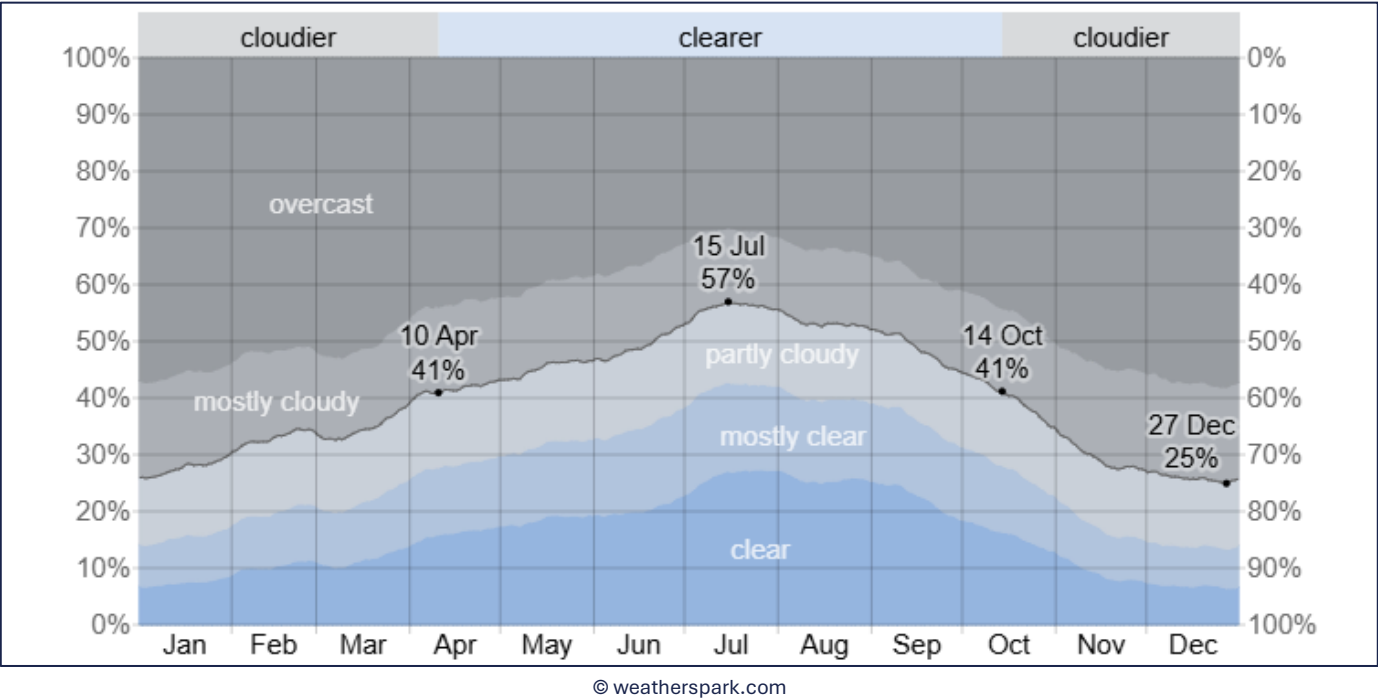 cloudier clearer cloudier
100% 0%
90% 10%
80% 20%
overcast
70% 30%
15 Jul
57%
60% 40%
10 Apr 14 Oct
50% 50%
partly cloudy
41% 41%
40% 60%
mostly cloudy
27 Dec
mostly clear
30% 70%
25%
20% 80%
clear
10% 90%
0% 100%
Jan Feb Mar Apr May Jun Jul Aug Sep Oct Nov Dec
© weatherspark.com